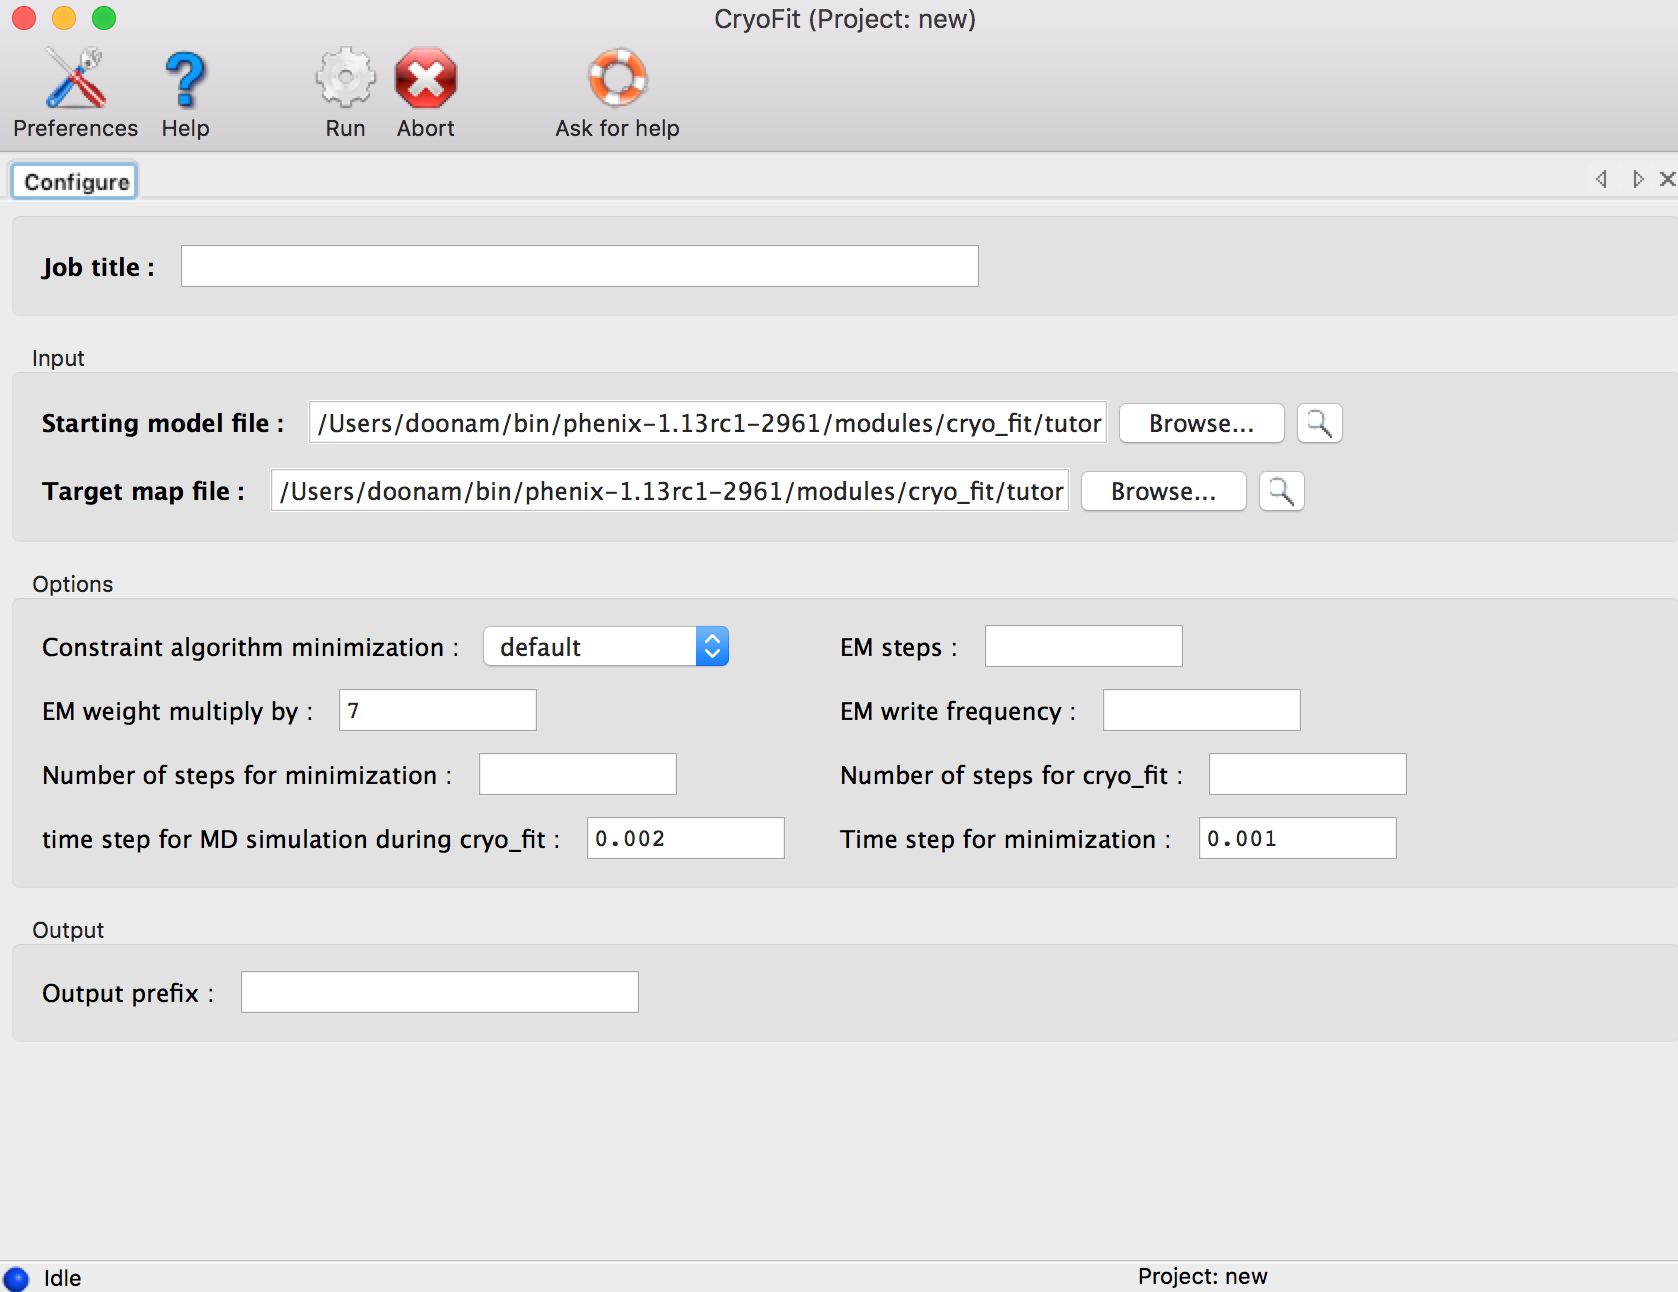 CryoFit (Project: new)
Preferences Help Run Abort Ask for help
Configure
Job title :
Input
Starting model file : /Users/doonam/bin/phenix-1.13rc1-2961/modules/cryo_fit/tutor Browse...
Target map file : /Users/doonam/bin/phenix-1.13rc1-2961/modules/cryo_fit/tutor Browse...
Options
Constraint algorithm minimization : default EM steps :
EM weight multiply by : 7 EM write frequency :
Number of steps for minimization : Number of steps for cryo_fit :
time step for MD simulation during cryo_fit : 0.002 Time step for minimization : 0.001
Output
Output prefix :
Idle Project: new